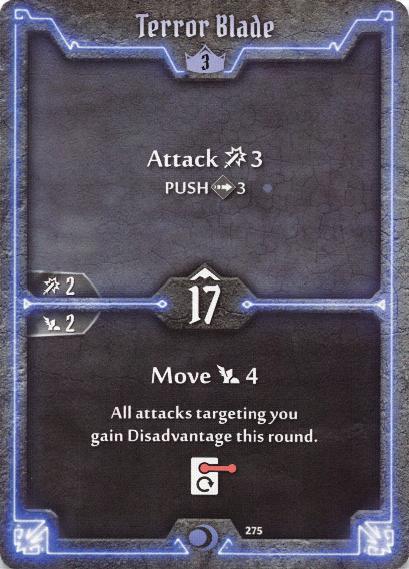 Terror Blade
3
Attack 3
PUSH 3
2
17
2
Move 4
All attacks targeting you
gain Disadvantage this round.
275